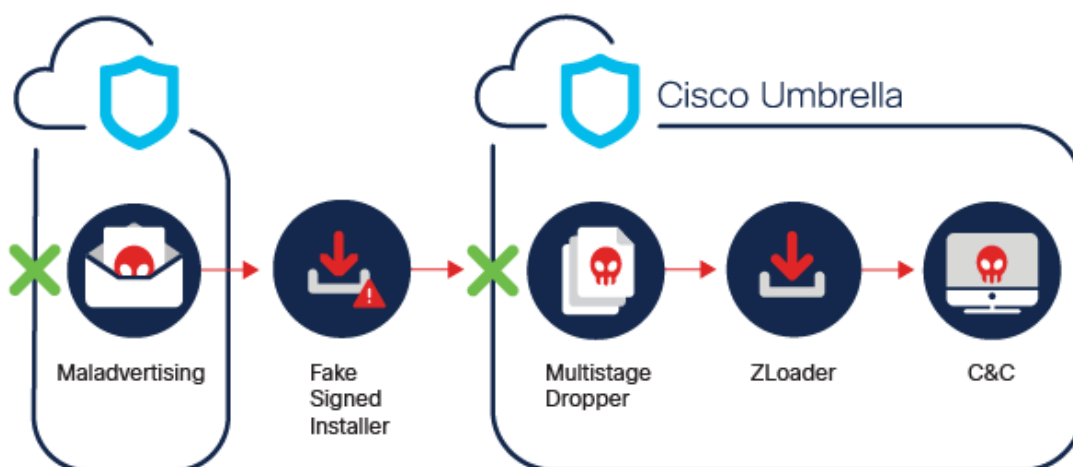 Cisco Umbrella
Maladvertising
Fake
Signed
Installer
Multistage
Dropper
ZLoader
C&C